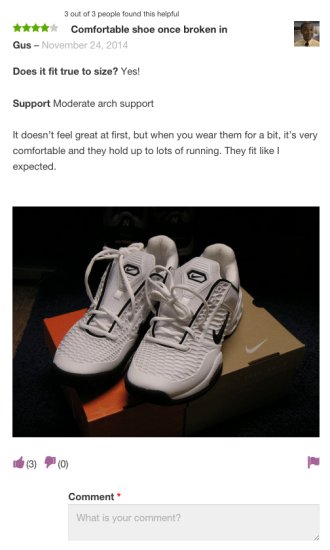 3 out of 3 people found this helpful
Comfortable shoe once broken in
Gus – November 24, 2014
Does it fit true to size? Yes!
Support Moderate arch support
It doesn't feel great at first, but when you wear them for a bit, it's very
comfortable and they hold up to lots of running. They fit like I
expected.
(3) (0)
Comment *
What is your comment?